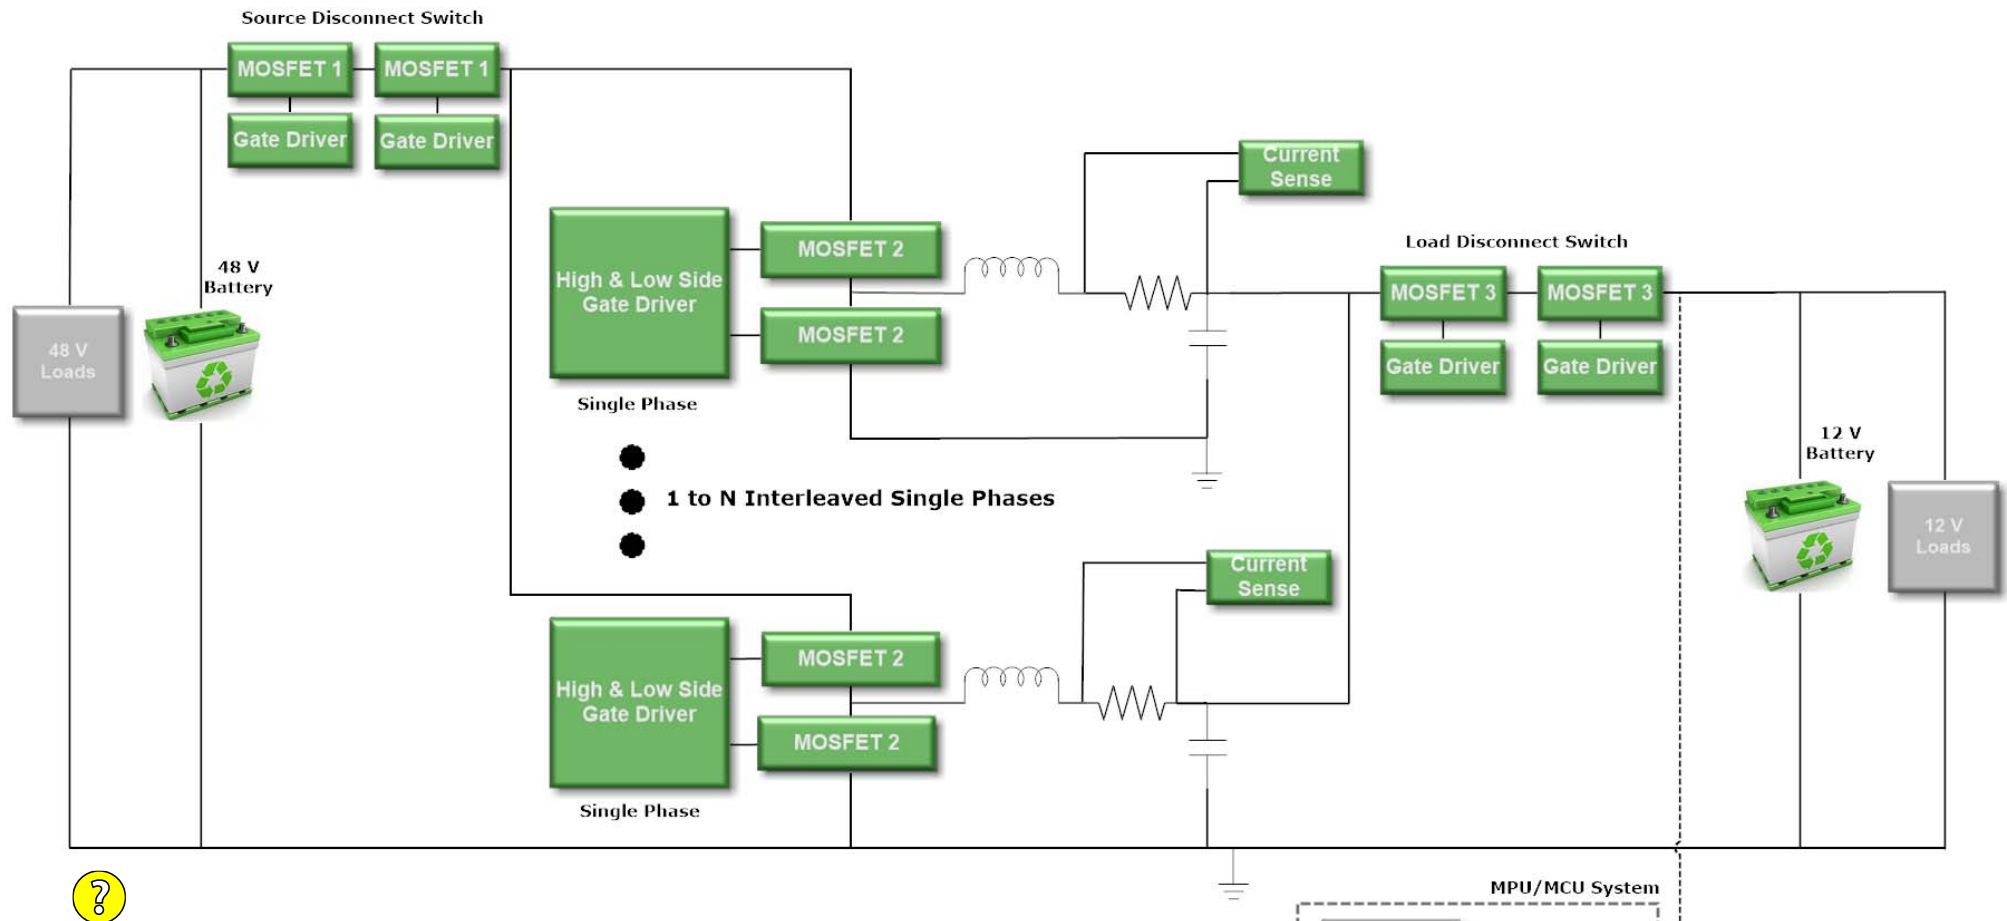 Source Disconnect Switch
MOSFET 1
MOSFET 1
Gate Driver
Gate Driver
Current
Sense
High & Low Side
Gate Driver
MOSFET 2
MOSFET 2
Single Phase
Load Disconnect Switch
MOSFET 3
MOSFET 3
Gate Driver
Gate Driver
48 V
Battery
48 V
Loads
1 to N Interleaved Single Phases
12 V
Battery
12 V
Loads
Current
Sense
High & Low Side
Gate Driver
MOSFET 2
MOSFET 2
Single Phase
?
MPU/MCU System